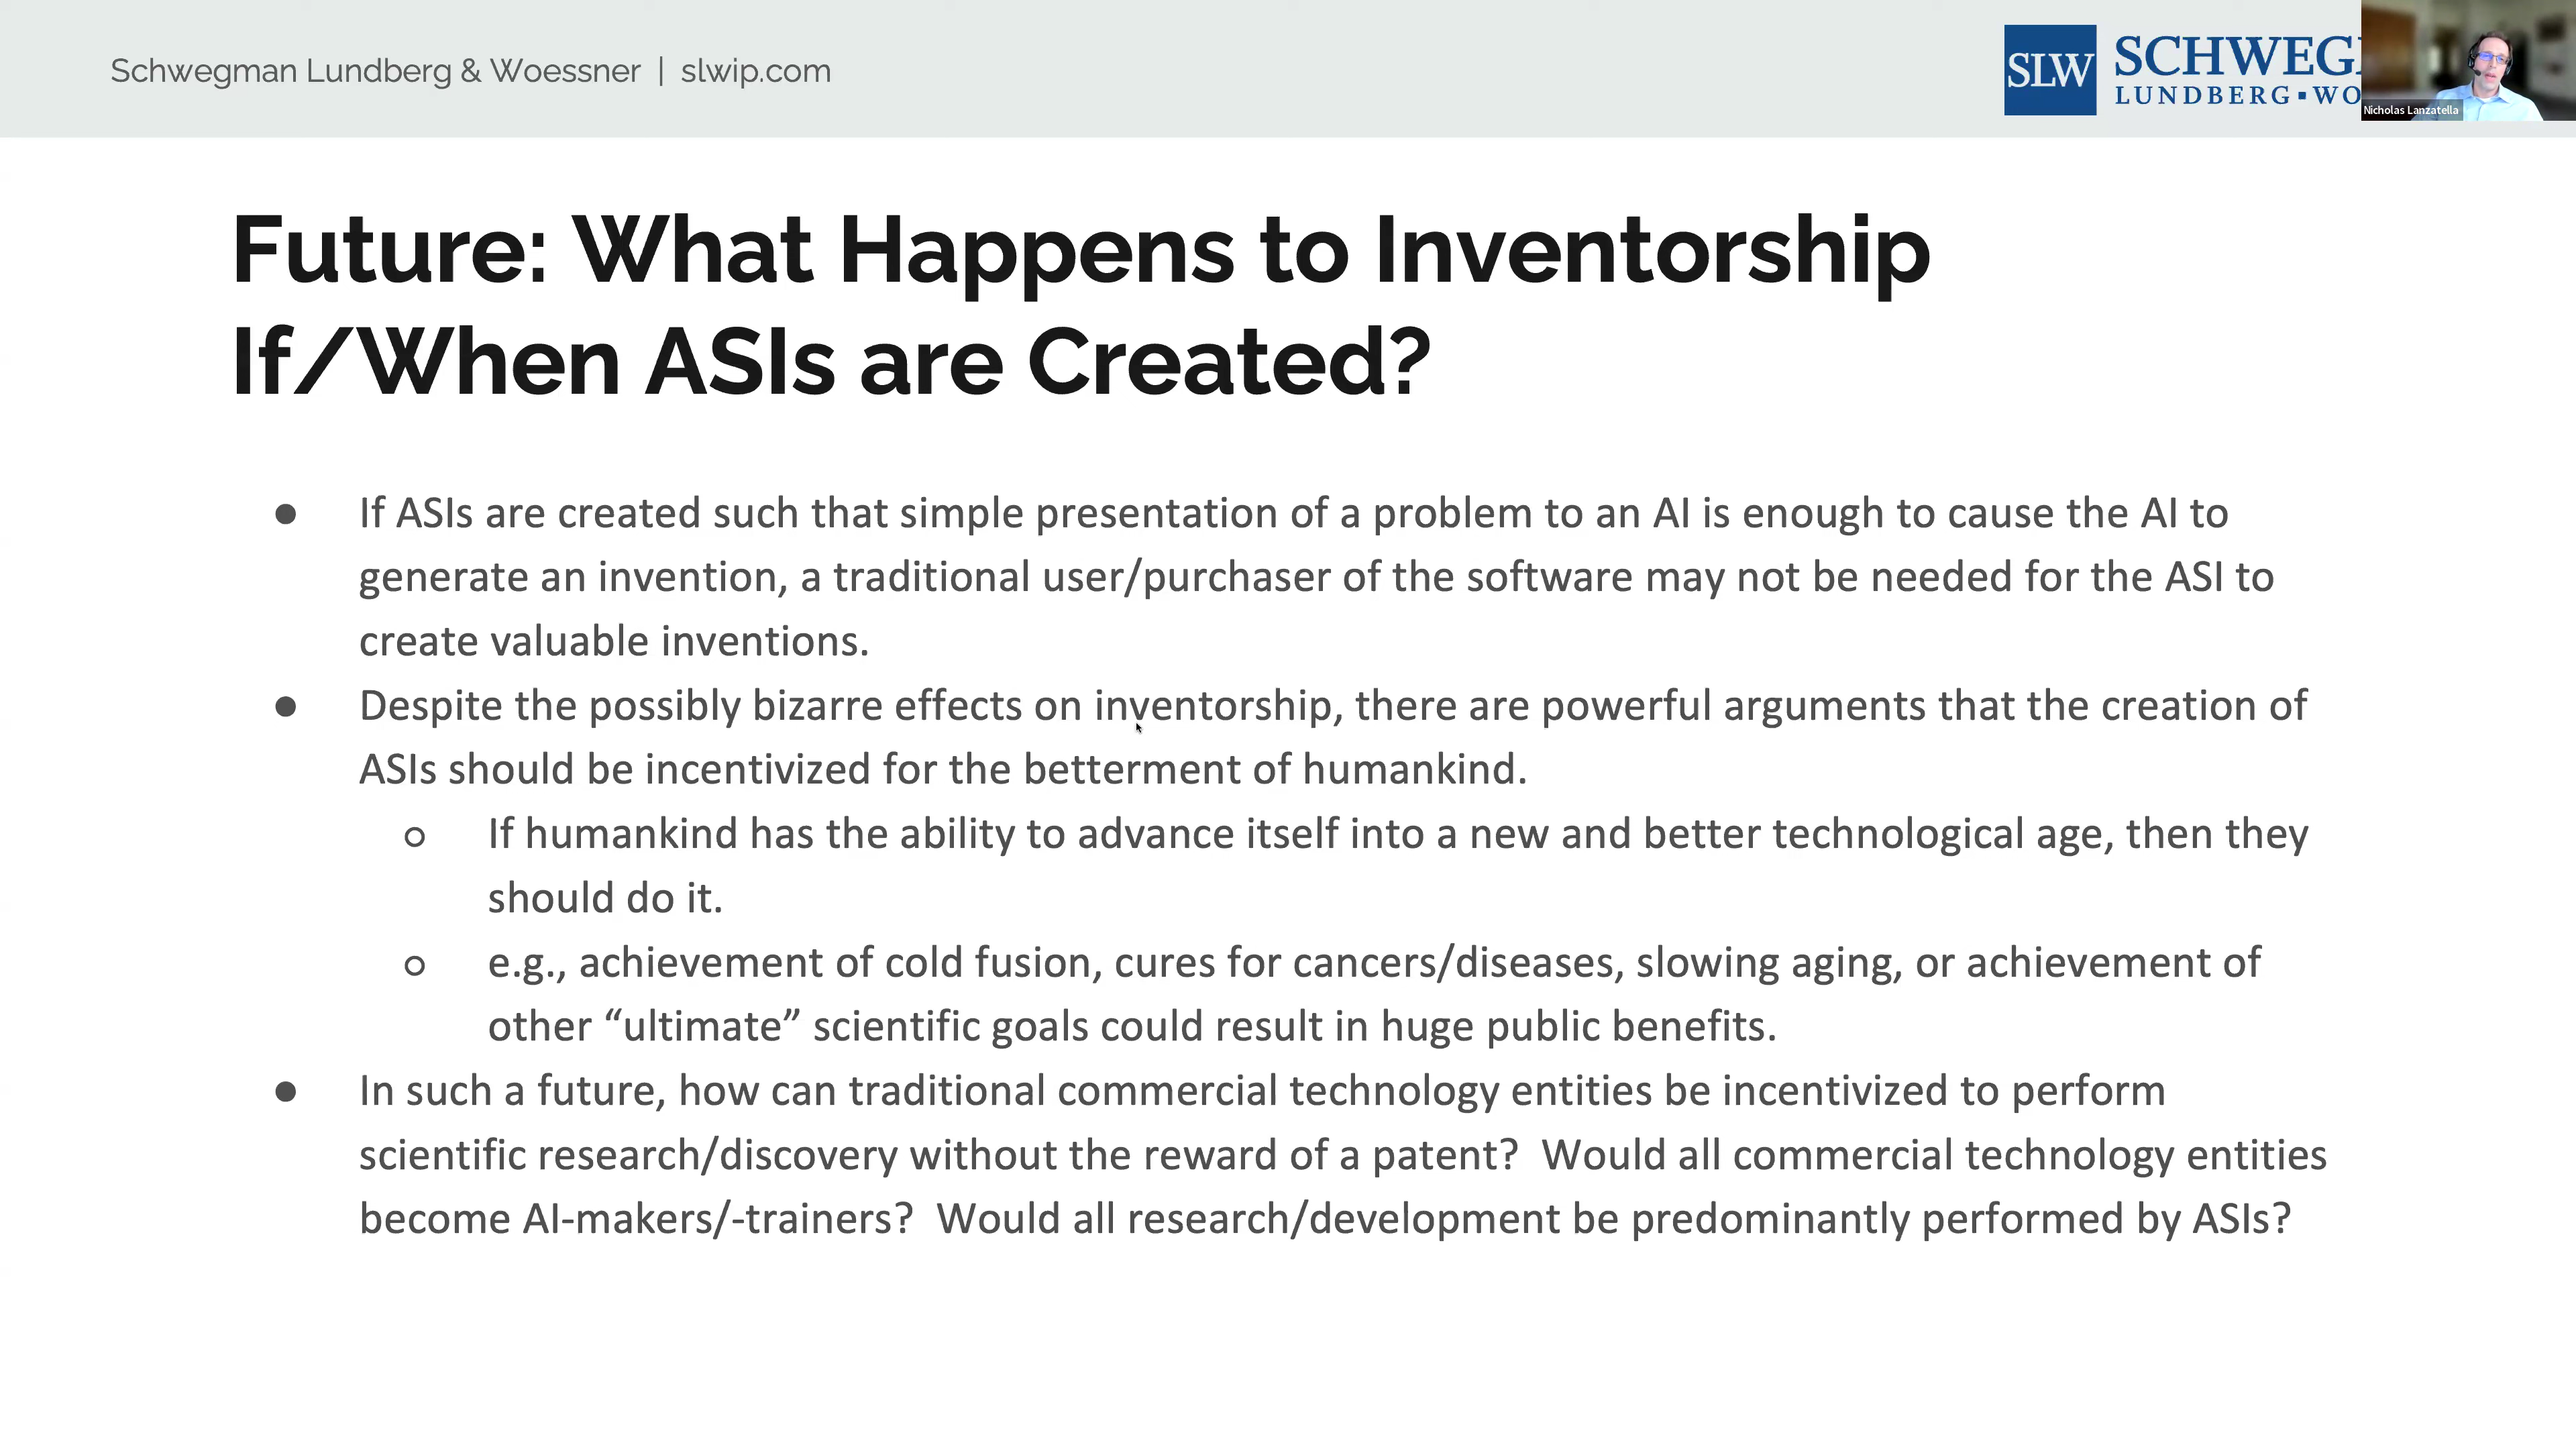 Schwegman Lundberg & Woessner | slwip.com
SLW
SCHWEG
LUNDBERG▪WO
Nicholas Lanzatella
Future: What Happens to Inventorship
If/When ASIs are Created?
● If ASIs are created such that simple presentation of a problem to an AI is enough to cause the AI to
generate an invention, a traditional user/purchaser of the software may not be needed for the ASI to
create valuable inventions.
● Despite the possibly bizarre effects on inventorship, there are powerful arguments that the creation of
ASIs should be incentivized for the betterment of humankind.
○ If humankind has the ability to advance itself into a new and better technological age, then they
should do it.
○ e.g., achievement of cold fusion, cures for cancers/diseases, slowing aging, or achievement of
other “ultimate” scientific goals could result in huge public benefits.
● In such a future, how can traditional commercial technology entities be incentivized to perform
scientific research/discovery without the reward of a patent?  Would all commercial technology entities
become AI-makers/-trainers?  Would all research/development be predominantly performed by ASIs?